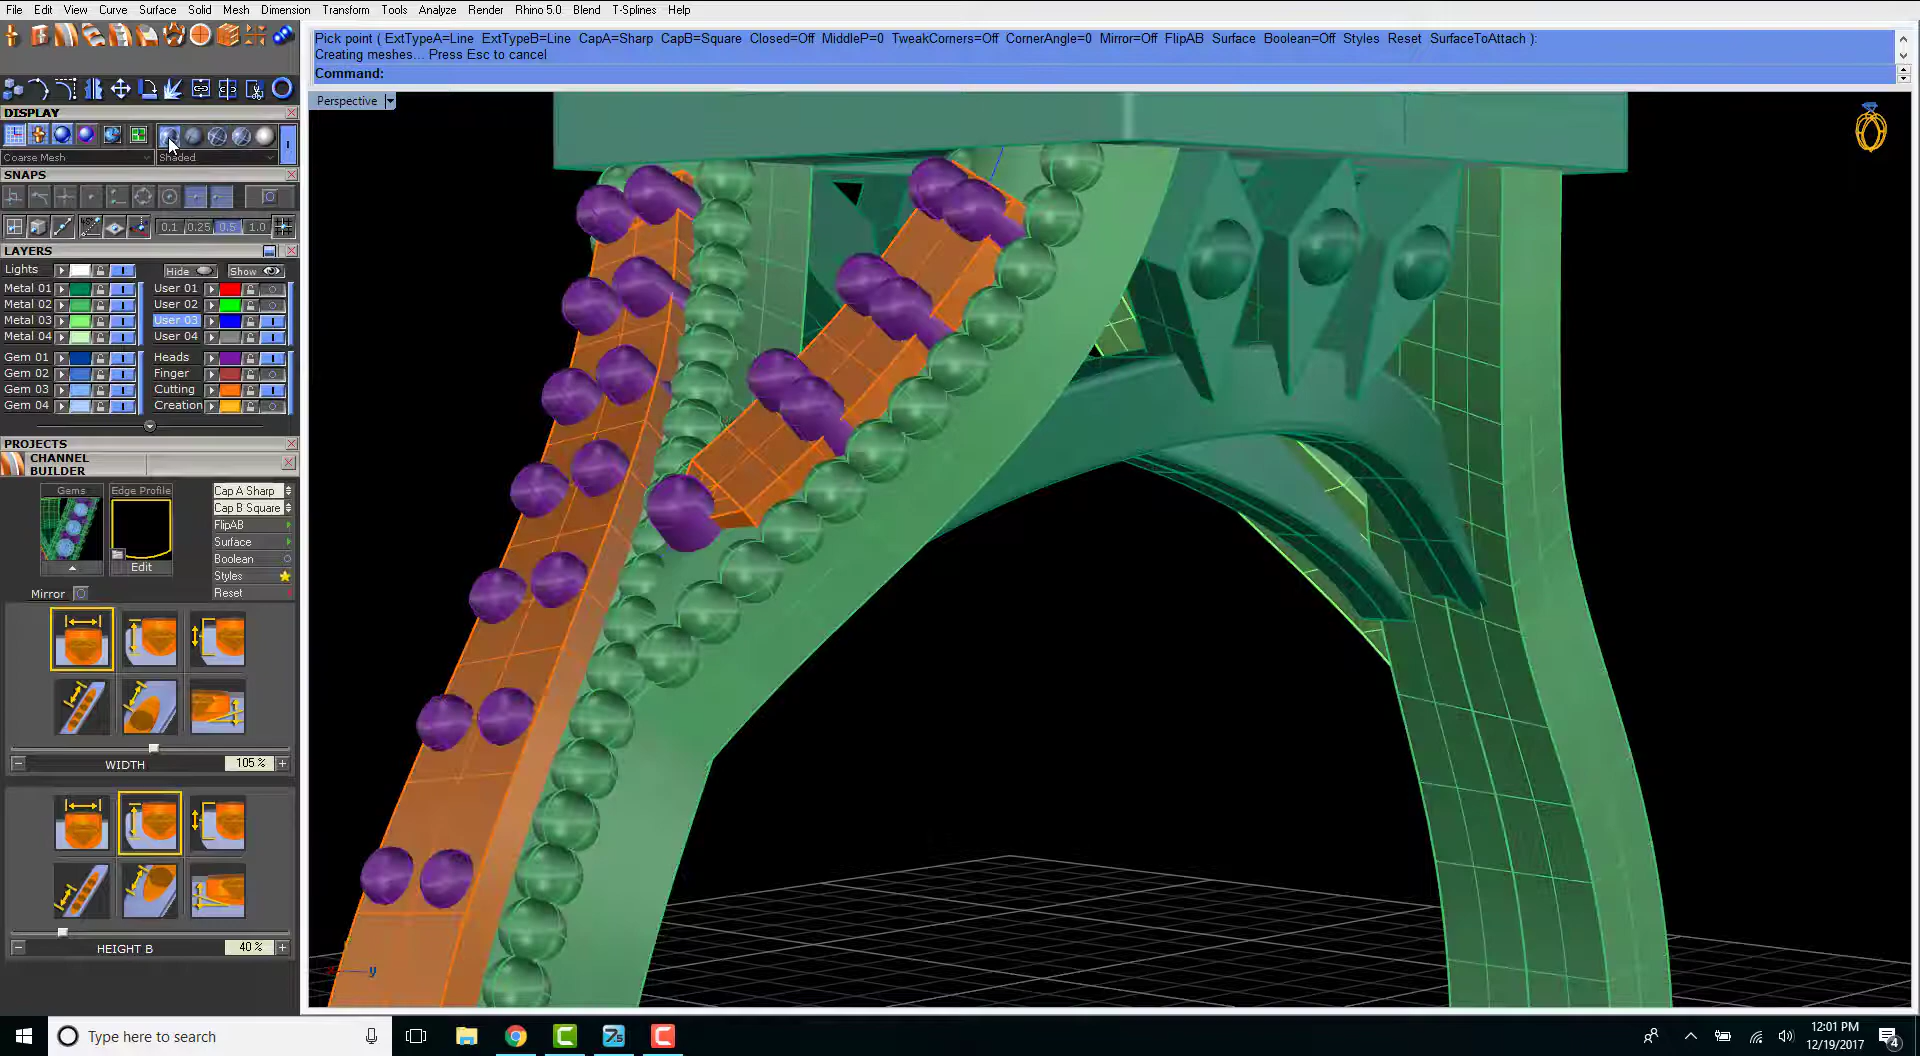 File Edit View Curve Surface Solid Mesh Dimension Transform Tools Analyze Render Rhino 5.0 Blend T-Splines Help
Pick point ( ExtTypeA=Line ExtTypeB=Line CapA=Sharp CapB=Square Closed=Off MiddleP=0 TweakCorners=Off CornerAngle=0 Mirror=Off FlipAB Surface Boolean=Off Styles Reset SurfaceToAttach ):
Creating meshes... Press Esc to cancel
Command:
Perspective
DISPLAY
Coarse Mesh Shaded
SNAPS
0.1 0.25 0.5 1.0
LAYERS
Lights Hide Show
Metal 01 User 01
Metal 02 User 02
Metal 03 User 03
Metal 04 User 04
Gem 01 Heads
Gem 02 Finger
Gem 03 Cutting
Gem 04 Creation
PROJECTS
CHANNEL
BUILDER
Gems Edge Profile Cap A Sharp
Cap B Square
FlipAB
Surface
Boolean
Edit
Styles
Mirror Reset
WIDTH 105 %
HEIGHT B 40 %
x y
Type here to search
7.5
12:01 PM
12/19/2017
4